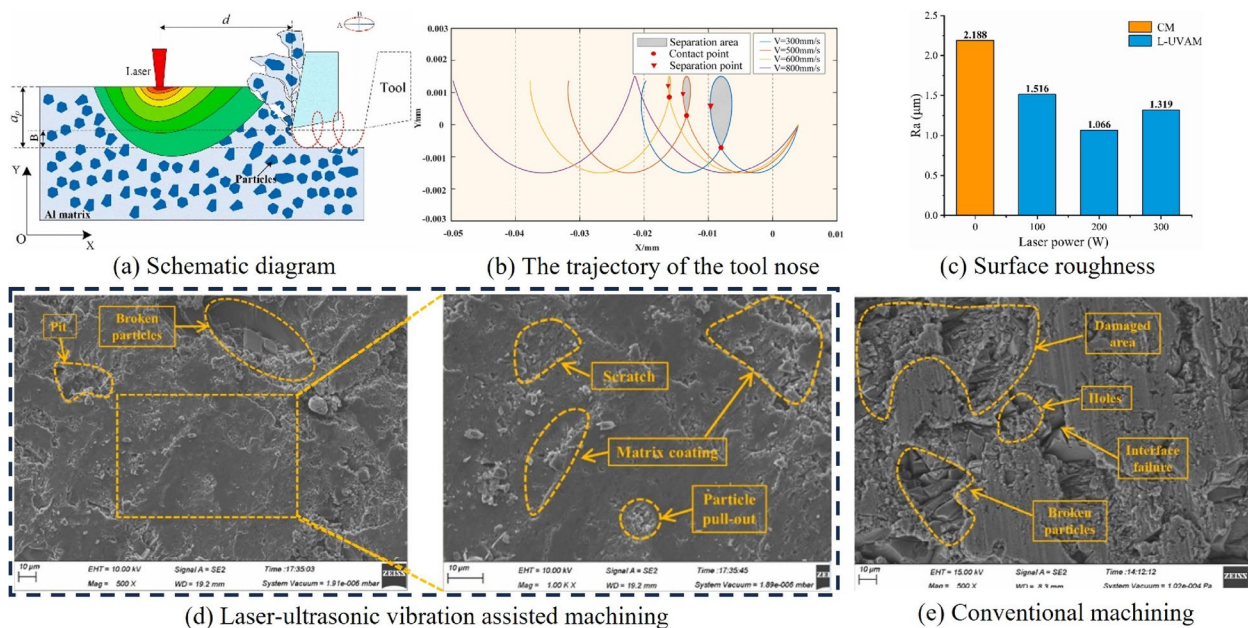 d
A
B
Laser
Tool
a_p
B
Particles
Y
Al matrix
O
X
(a) Schematic diagram
0.003
0.002
0.001
0
-0.001
-0.002
-0.003
Y/mm
Separation area
Contact point
Separation point
V=300mm/s
V=500mm/s
V=600mm/s
V=800mm/s
-0.05
-0.04
-0.03
-0.02
-0.01
0
0.01
X/mm
(b) The trajectory of the tool nose
Ra (μm)
2.5
2.0
1.5
1.0
0.5
0.0
CM
L-UVAM
2.188
1.516
1.066
1.319
0
100
200
300
Laser power (W)
(c) Surface roughness
Pit
Broken
particles
10 μm
EHT = 10.00 kV
Signal A = SE2
Time :17:35:03
Mag = 500 X
WD = 19.2 mm
System Vacuum = 1.91e-006 mbar
ZEISS
Scratch
Matrix coating
Particle
pull-out
10 μm
EHT = 10.00 kV
Signal A = SE2
Time :17:35:45
Mag = 1.00 K X
WD = 19.2 mm
System Vacuum = 1.89e-006 mbar
ZEISS
(d) Laser-ultrasonic vibration assisted machining
Damaged
area
Holes
Interface
failure
Broken
particles
10 μm
EHT = 15.00 kV
Signal A = SE2
Time :14:12:12
Mag = 500 X
WD = 8.3 mm
System Vacuum = 1.02e-004 Pa
ZEISS
(e) Conventional machining